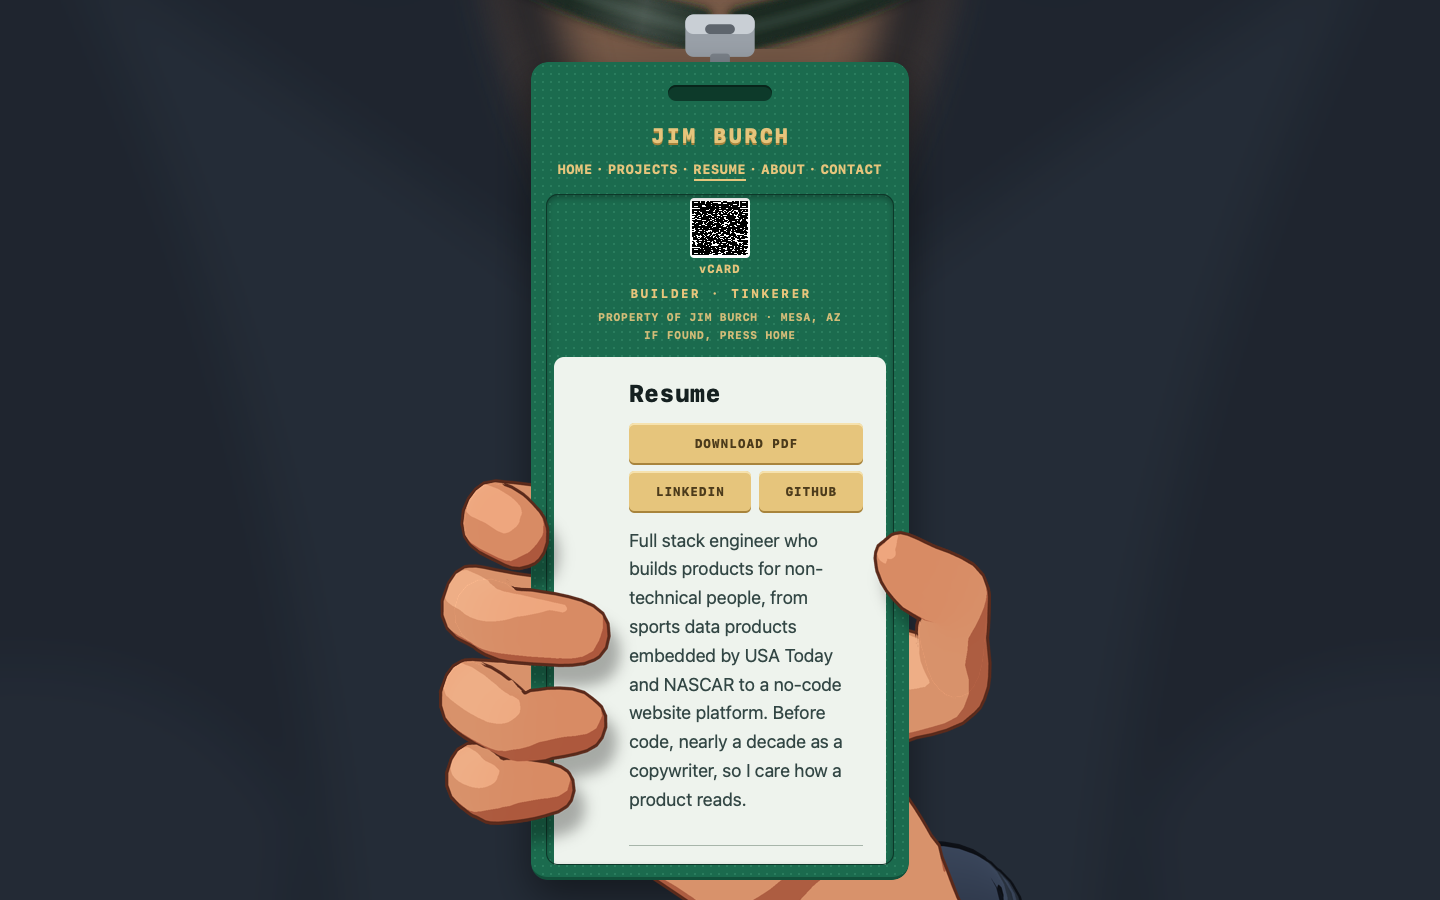 JIM BURCH
HOME · PROJECTS · RESUME · ABOUT · CONTACT
vCARD
BUILDER · TINKERER
PROPERTY OF JIM BURCH · MESA, AZ
IF FOUND, PRESS HOME
Resume
DOWNLOAD PDF
LINKEDIN GITHUB
Full stack engineer who
builds products for non-
technical people, from
sports data products
embedded by USA Today
and NASCAR to a no-code
website platform. Before
code, nearly a decade as a
copywriter, so I care how a
product reads.